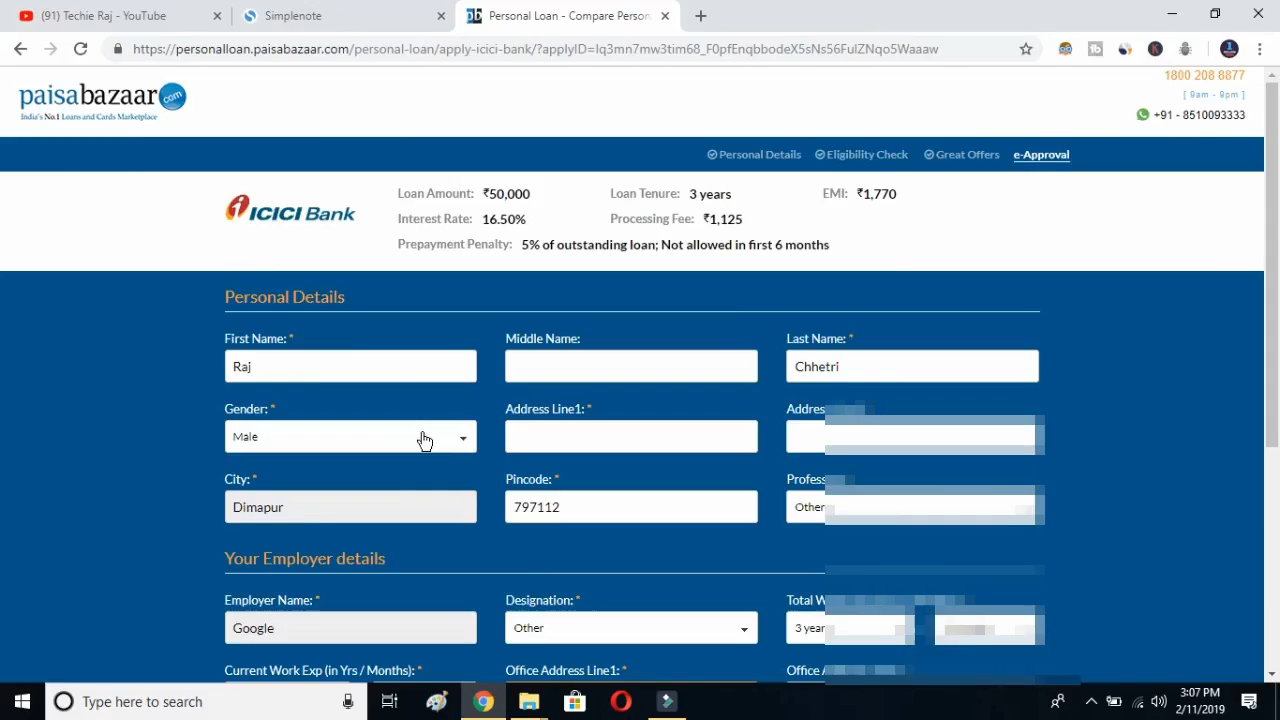 (91) Techie Raj - YouTube
Simplenote
Personal Loan - Compare Person
https://personalloan.paisabazaar.com/personal-loan/apply-icici-bank/?applyID=Iq3mn7mw3tim68_F0pfEnqbbodeX5sNs56FuIZNqo5Waaaw
paisabazaar.com
India's No.1 Loans and Cards Marketplace
1800 208 8877
[ 9am - 9pm ]
+91 - 8510093333
Personal Details Eligibility Check Great Offers e-Approval
ICICI Bank
Loan Amount: ₹50,000 Loan Tenure: 3 years EMI: ₹1,770
Interest Rate: 16.50% Processing Fee: ₹1,125
Prepayment Penalty: 5% of outstanding loan; Not allowed in first 6 months
Personal Details
First Name: * Middle Name: Last Name: *
Raj Chhetri
Gender: * Address Line1: * Addres
Male
City: * Pincode: * Profes
Dimapur 797112 Other
Your Employer details
Employer Name: * Designation: * Total W
Google Other 3 year
Current Work Exp (in Yrs / Months): * Office Address Line1: * Office
Type here to search
3:07 PM
2/11/2019